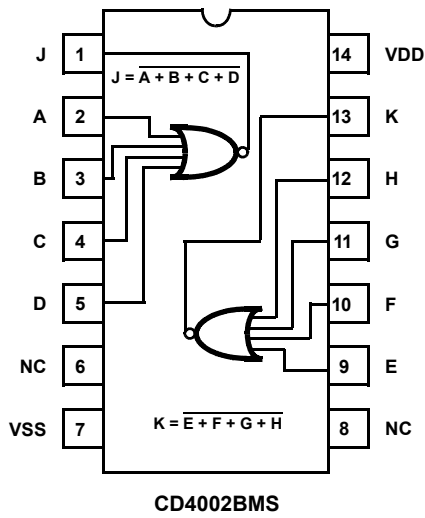 J 1 14 VDD
J = A + B + C + D
A 2 13 K
B 3 12 H
C 4 11 G
D 5 10 F
NC 6 9 E
VSS 7 8 NC
K = E + F + G + H
CD4002BMS